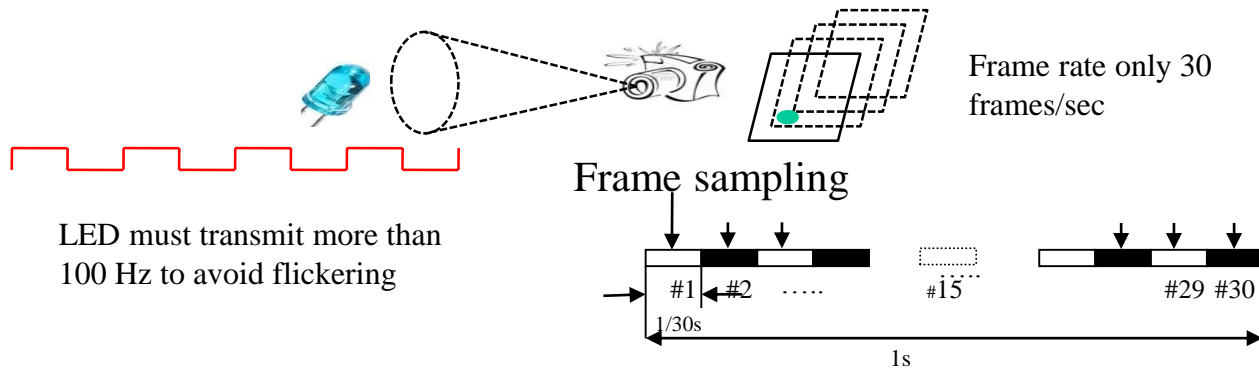 Frame rate only 30
frames/sec
Frame sampling
LED must transmit more than
100 Hz to avoid flickering
#1 #2 ..... #15 ..... #29 #30
1/30s
1s